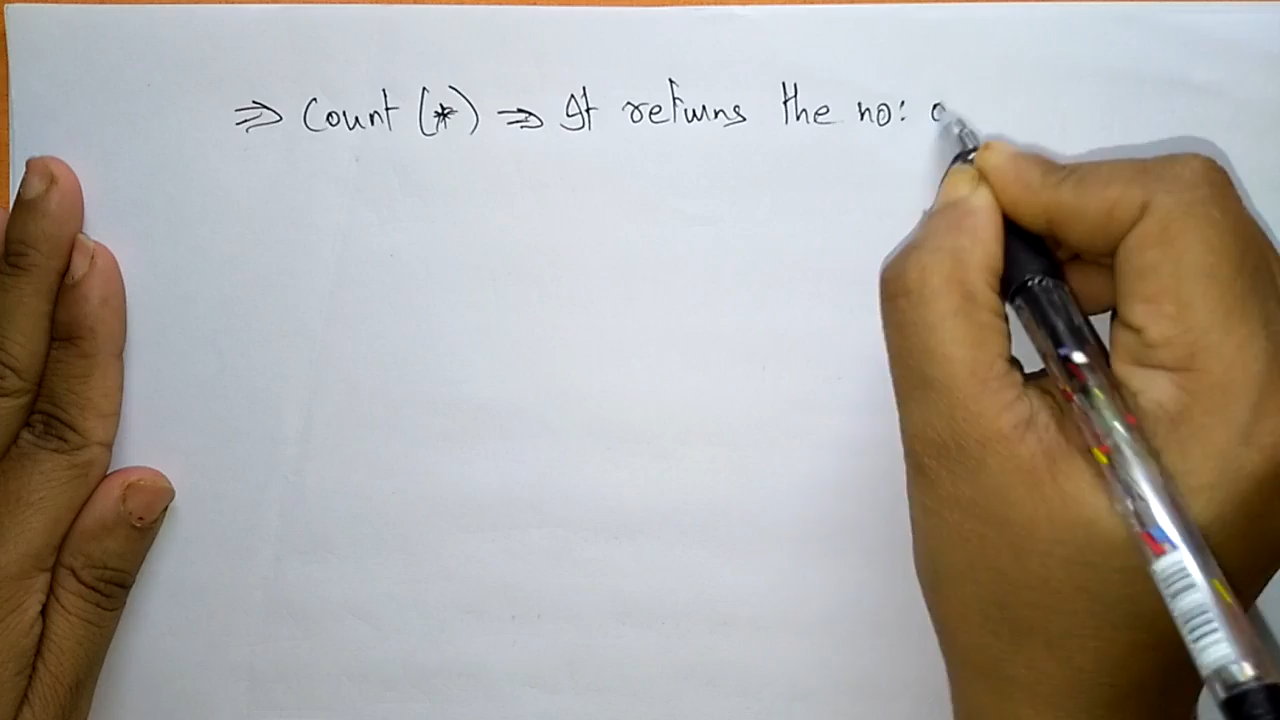 ⇒ Count (*) ⇒ It returns the no: o